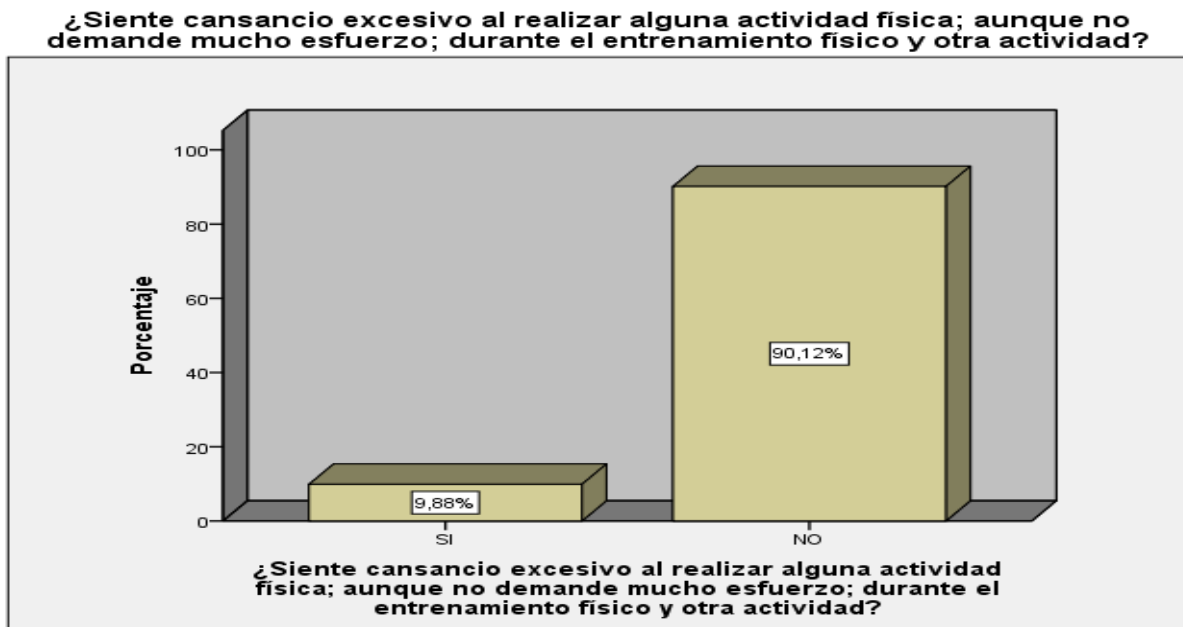 ¿Siente cansancio excesivo al realizar alguna actividad física; aunque no
demande mucho esfuerzo; durante el entrenamiento físico y otra actividad?
100
80
60
40
20
0
Porcentaje
9,88%
90,12%
SI
NO
¿Siente cansancio excesivo al realizar alguna actividad
física; aunque no demande mucho esfuerzo; durante el
entrenamiento físico y otra actividad?